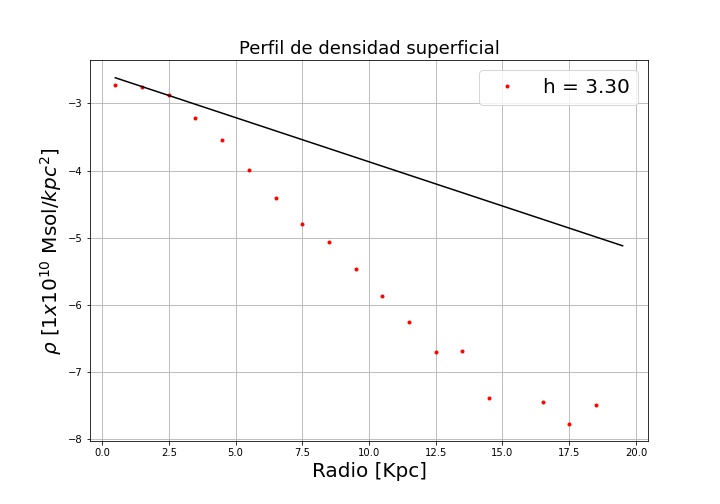 Perfil de densidad superficial
h = 3.30
ρ [1x10^{10} Msol/kpc^2]
−3
−4
−5
−6
−7
−8
0.0 2.5 5.0 7.5 10.0 12.5 15.0 17.5 20.0
Radio [Kpc]